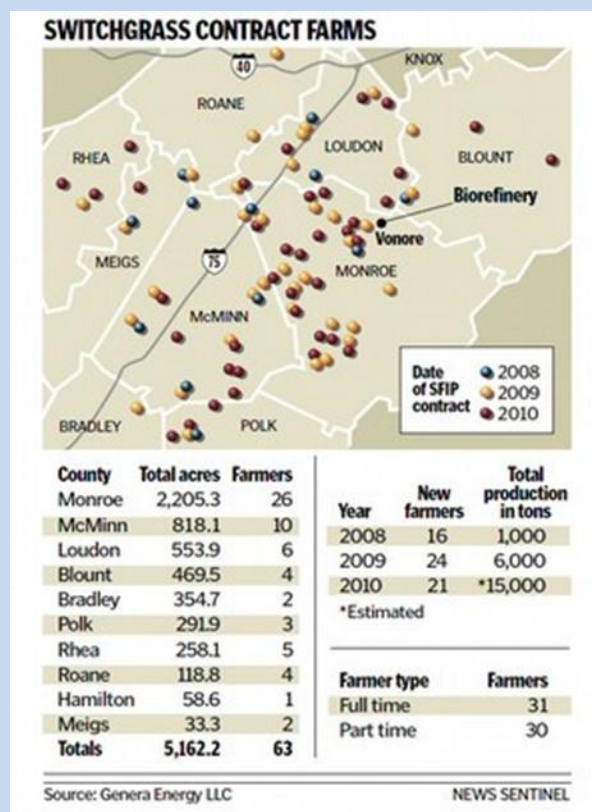 SWITCHGRASS CONTRACT FARMS
40
KNOX
ROANE
LOUDON
RHEA
BLOUNT
Biorefinery
Vonore
MEIGS
75
MONROE
McMINN
Date of SFIP contract
2008
2009
2010
BRADLEY
POLK
County Total acres Farmers
Monroe 2,205.3 26
McMinn 818.1 10
Loudon 553.9 6
Blount 469.5 4
Bradley 354.7 2
Polk 291.9 3
Rhea 258.1 5
Roane 118.8 4
Hamilton 58.6 1
Meigs 33.3 2
Totals 5,162.2 63
Year New farmers Total production in tons
2008 16 1,000
2009 24 6,000
2010 21 *15,000
*Estimated
Farmer type Farmers
Full time 31
Part time 30
Source: Genera Energy LLC
NEWS SENTINEL